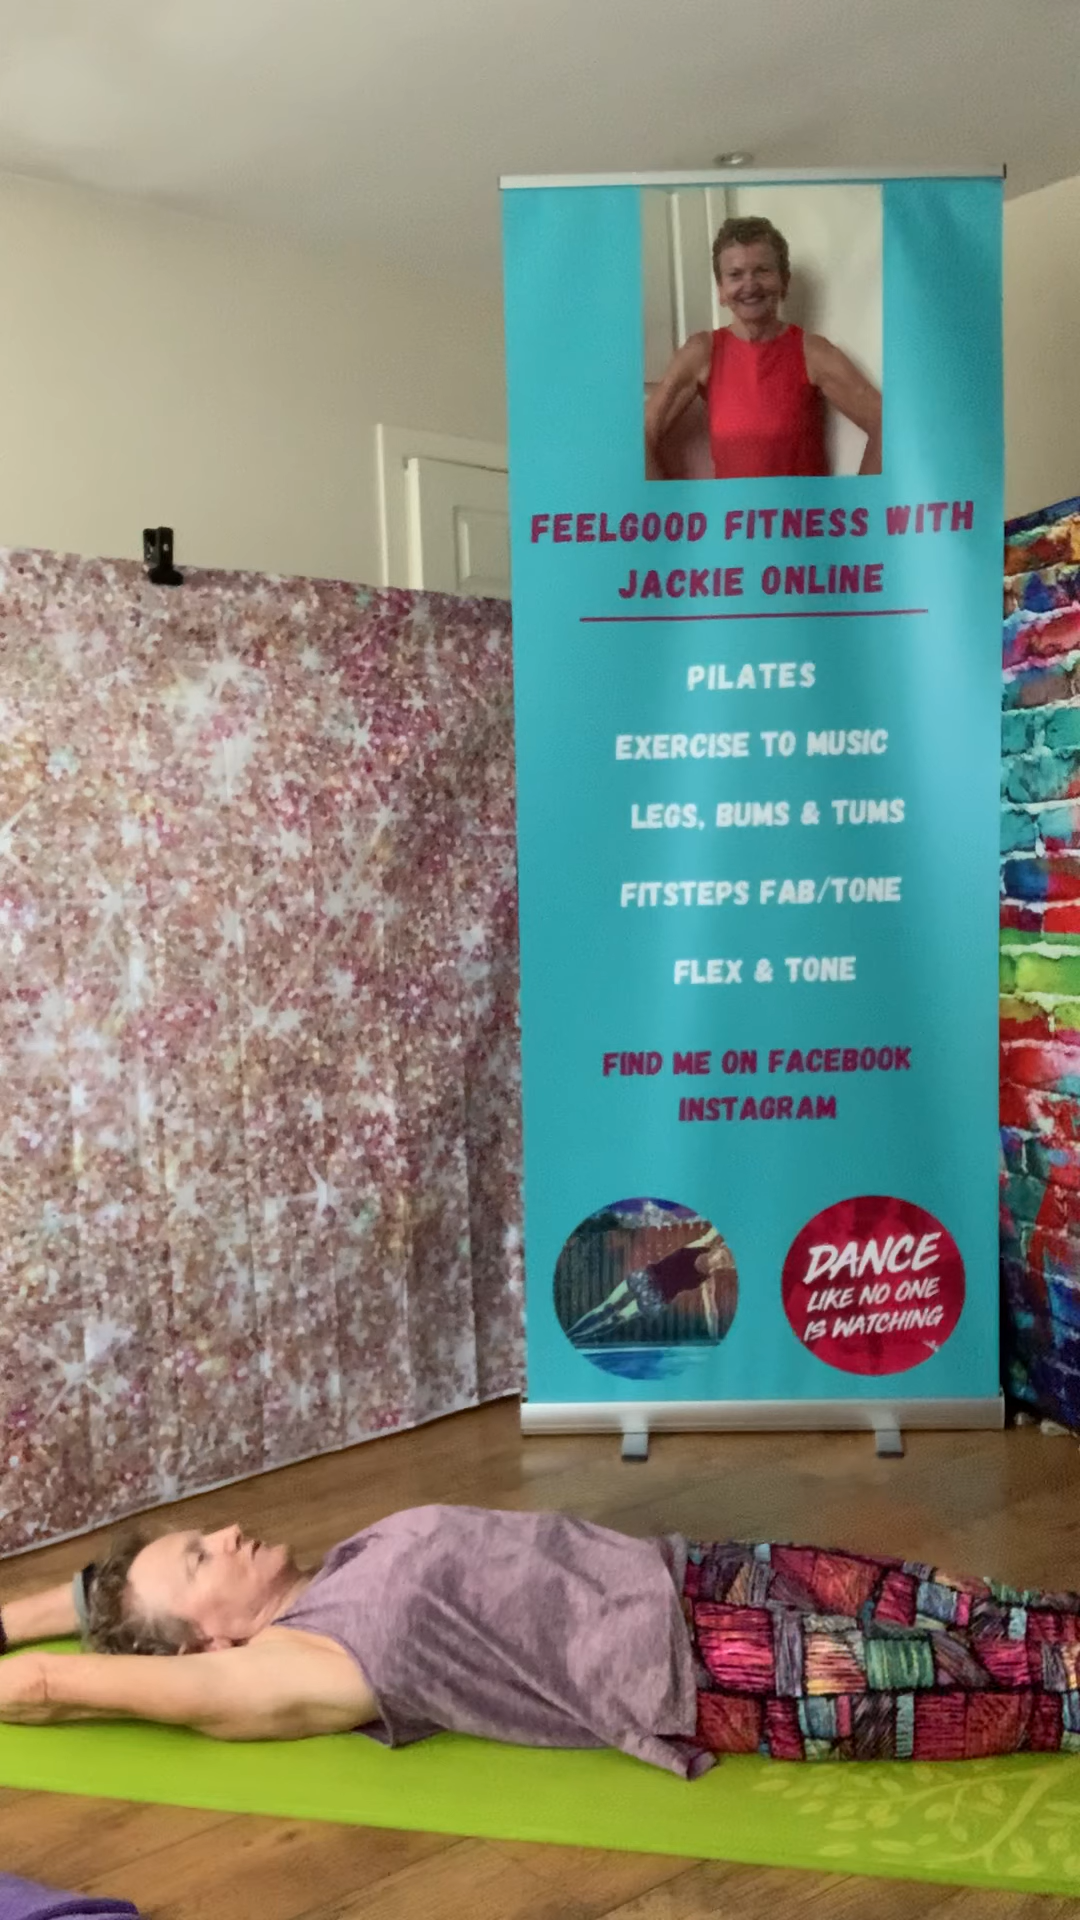 FEELGOOD FITNESS WITH
JACKIE ONLINE
PILATES
EXERCISE TO MUSIC
LEGS, BUMS & TUMS
FITSTEPS FAB/TONE
FLEX & TONE
FIND ME ON FACEBOOK
INSTAGRAM
DANCE
LIKE NO ONE
IS WATCHING